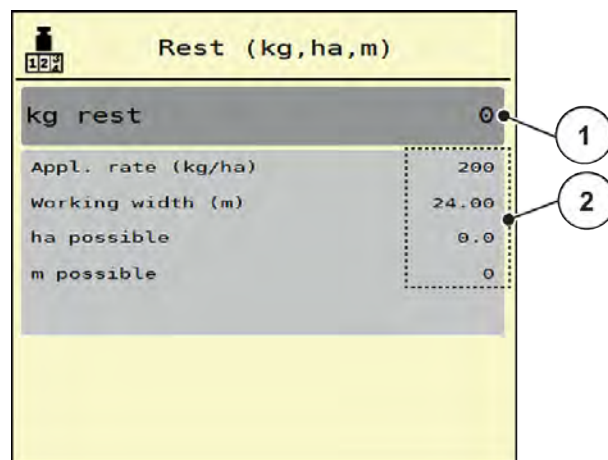 Rest (kg,ha,m)
kg rest 0
1
Appl. rate (kg/ha) 200
Working width (m) 24.00
2
ha possible 0.0
m possible 0